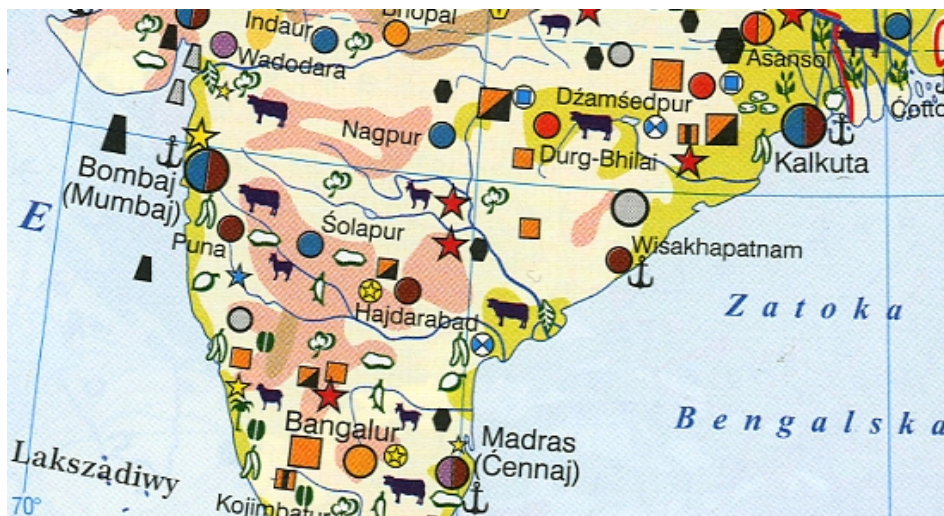 Bhopal
Indaur
Wadodara
Asansol
Dźamśedpur
Nagpur
Durg-Bhilai
Kalkuta
Bombaj
(Mumbaj)
E
Puna
Śolapur
Wisakhapatnam
Hajdarabad
Zatoka
Bengalska
Bangalur
Madras
(Ćennaj)
Lakszadiwy
70°
Kojimbatur